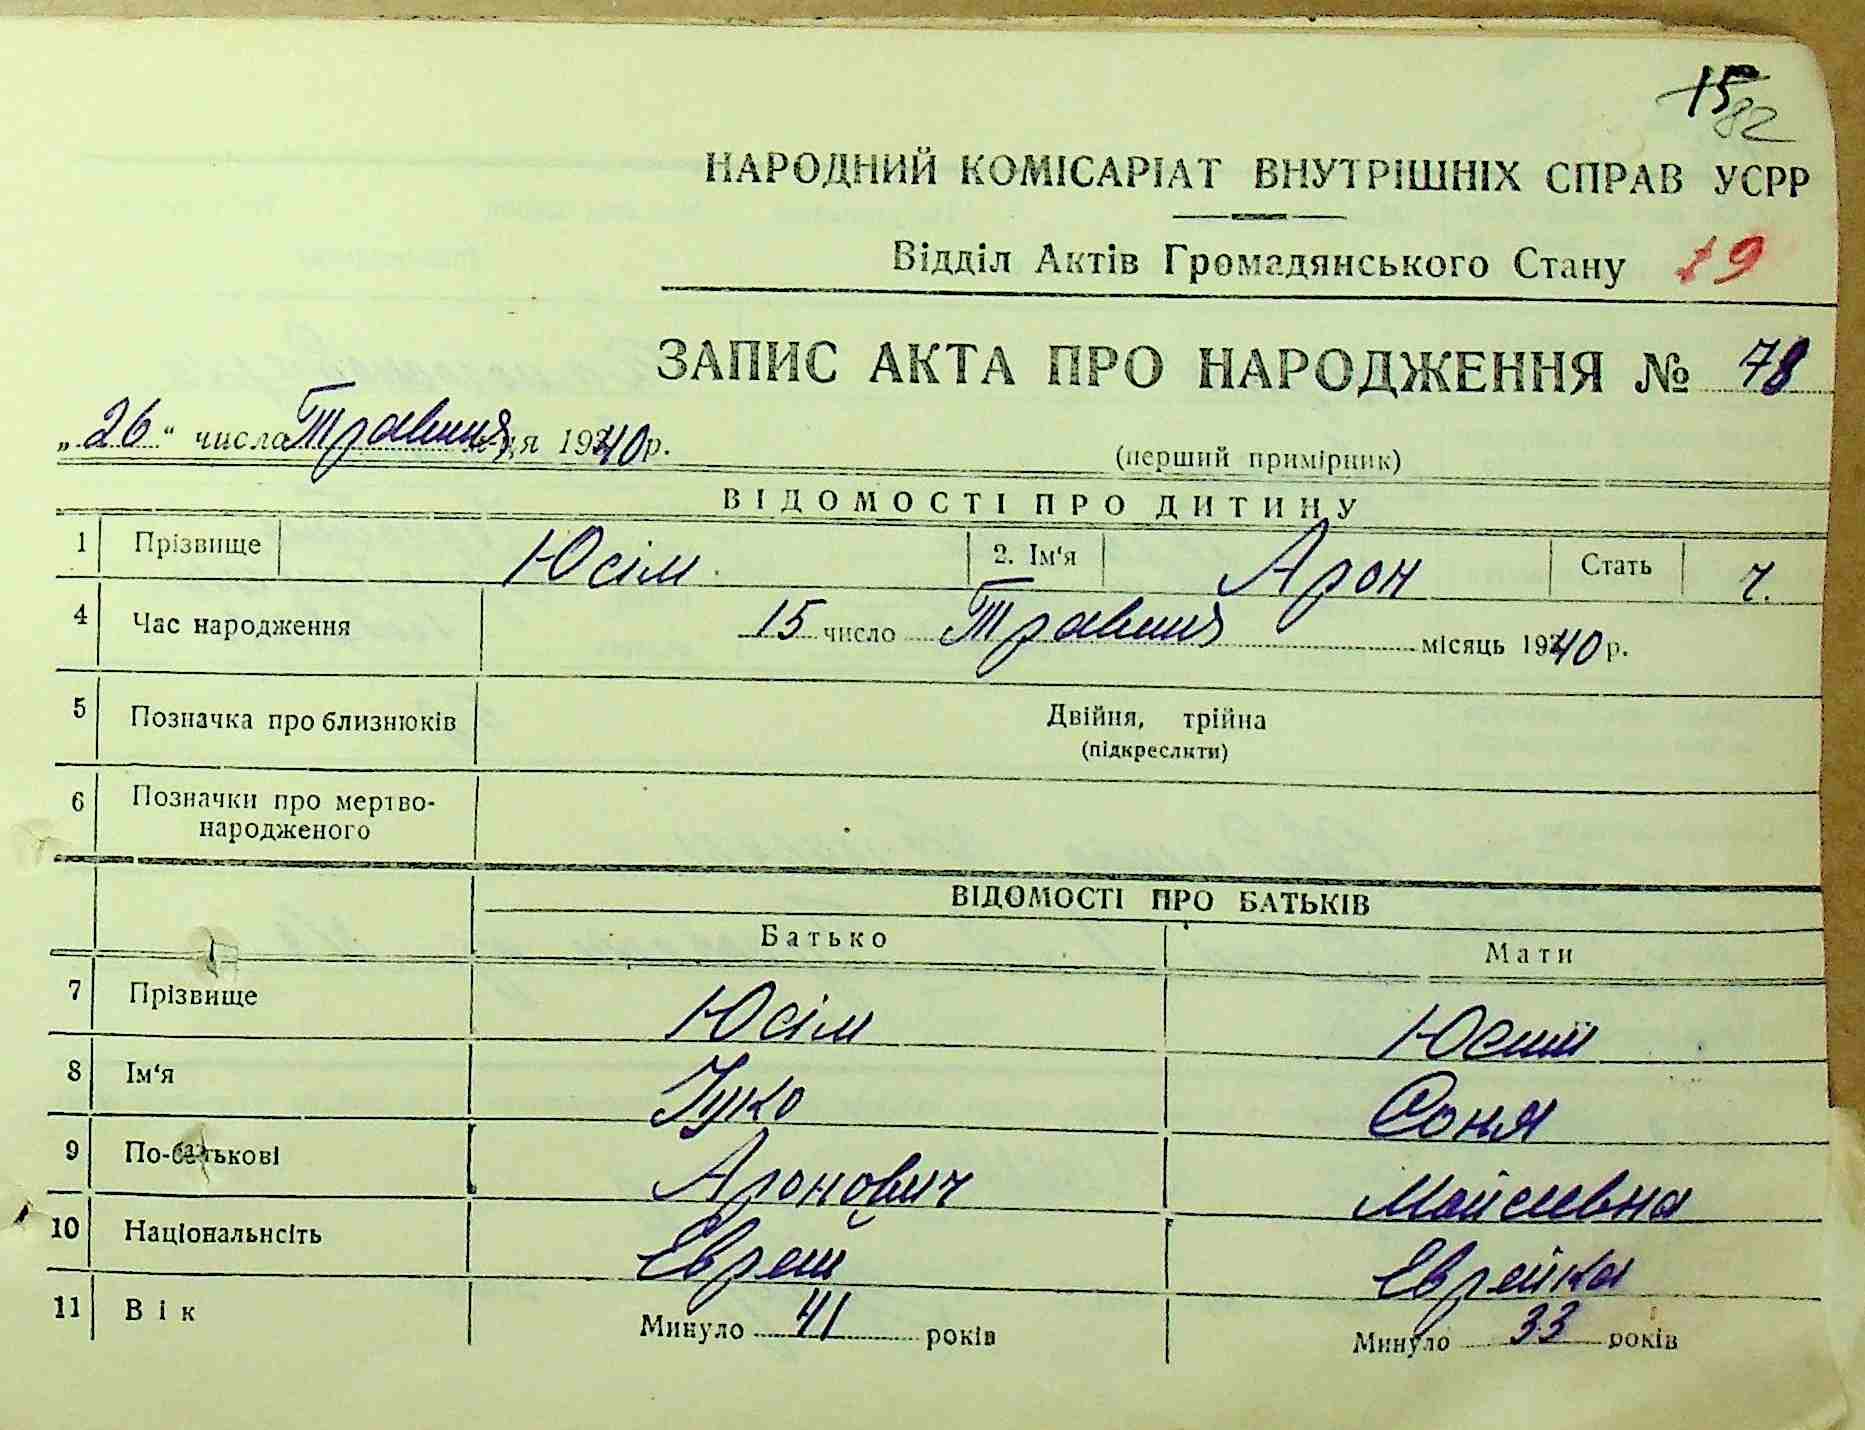 15
82
НАРОДНИЙ КОМІСАРІАТ ВНУТРІШНІХ СПРАВ УСРР
Відділ Актів Громадянського Стану 19
ЗАПИС АКТА ПРО НАРОДЖЕННЯ № 78
„26“ числа Травня м-ця 1940 р.
(перший примірник)
ВІДОМОСТІ ПРО ДИТИНУ
1 Прізвище Юсім 2. Ім'я Арон Стать ч.
4 Час народження 15 число Травня місяць 1940 р.
5 Позначка про близнюків Двійня, трійна
(підкреслити)
6 Позначки про мертво-
народженого
ВІДОМОСТІ ПРО БАТЬКІВ
Батько Мати
7 Прізвище Юсім Юсим
8 Ім'я Соня
9 По-батькові Аронович Мойсиевна
10 Національнсіть Еврей Еврейка
11 Вік Минуло 41 років Минуло 33 років